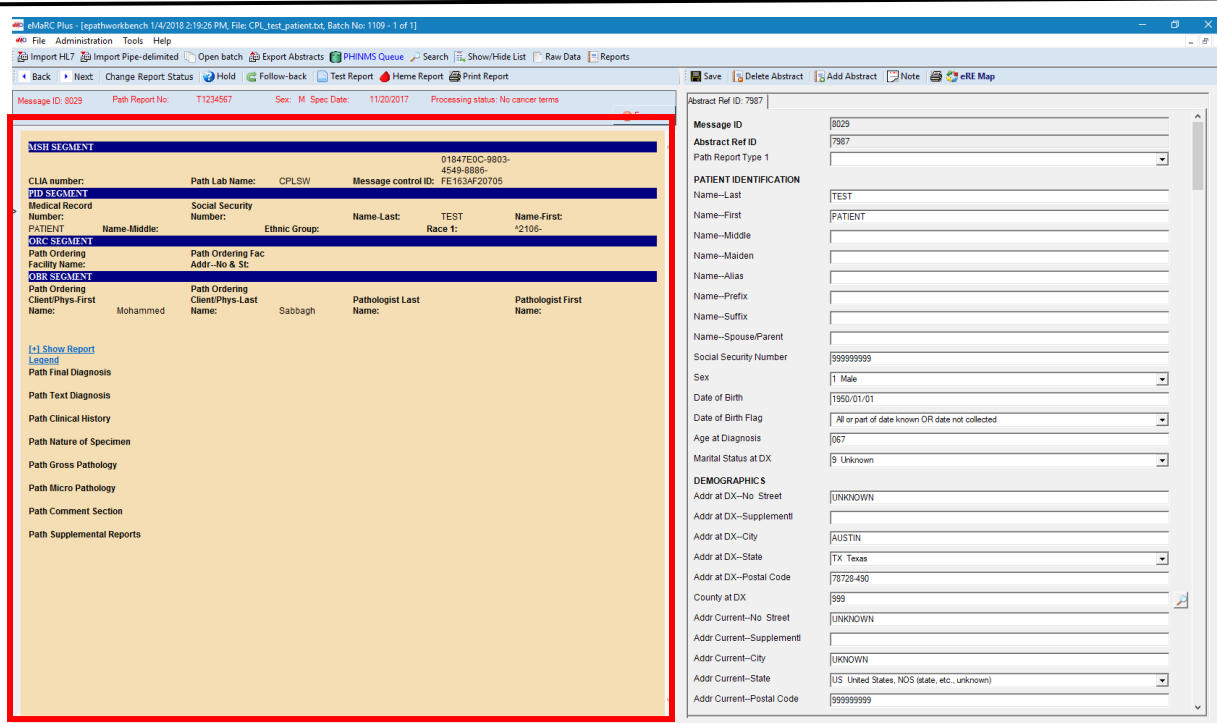 eMaRC Plus - [epathworkbench 1/4/2018 2:19:26 PM, File: CPL_test_patient.txt, Batch No: 1109 - 1 of 1]
File Administration Tools Help
Import HL7 Import Pipe-delimited Open batch Export Abstracts PHINMS Queue Search Show/Hide List Raw Data Reports
Back Next Change Report Status Hold Follow-back Test Report Heme Report Print Report
Message ID: 8029 Path Report No: T1234567 Sex: M Spec Date: 11/20/2017 Processing status: No cancer terms
MSH SEGMENT
01847E0C-9803-
4549-8886-
CLIA number: Path Lab Name: CPLSW Message control ID: FE163AF20705
PID SEGMENT
Medical Record Social Security
Number: Number: Name-Last: TEST Name-First:
PATIENT Name-Middle: Ethnic Group: Race 1: ^2106-
ORC SEGMENT
Path Ordering Path Ordering Fac
Facility Name: Addr--No & St:
OBR SEGMENT
Path Ordering Path Ordering
Client/Phys-First Client/Phys-Last Pathologist Last Pathologist First
Name: Mohammed Name: Sabbagh Name: Name:
[+] Show Report
Legend
Path Final Diagnosis
Path Text Diagnosis
Path Clinical History
Path Nature of Specimen
Path Gross Pathology
Path Micro Pathology
Path Comment Section
Path Supplemental Reports
Save Delete Abstract Add Abstract Note eRE Map
Abstract Ref ID: 7987
Message ID 8029
Abstract Ref ID 7987
Path Report Type 1
PATIENT IDENTIFICATION
Name--Last TEST
Name--First PATIENT
Name--Middle
Name--Maiden
Name--Alias
Name--Prefix
Name--Suffix
Name--Spouse/Parent
Social Security Number 999999999
Sex 1 Male
Date of Birth 1950/01/01
Date of Birth Flag All or part of date known OR date not collected
Age at Diagnosis 067
Marital Status at DX 9 Unknown
DEMOGRAPHICS
Addr at DX--No Street UNKNOWN
Addr at DX--Supplementl
Addr at DX--City AUSTIN
Addr at DX--State TX Texas
Addr at DX--Postal Code 78728-490
County at DX 999
Addr Current--No Street UNKNOWN
Addr Current--Supplementl
Addr Current--City UKNOWN
Addr Current--State US United States, NOS (state, etc., unknown)
Addr Current--Postal Code 999999999